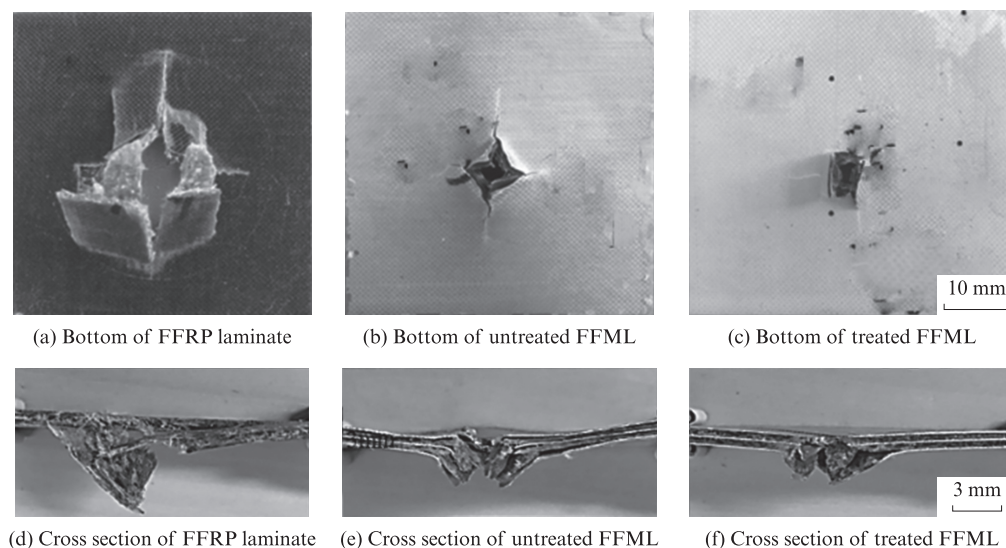 10 mm
(a) Bottom of FFRP laminate
(b) Bottom of untreated FFML
(c) Bottom of treated FFML
3 mm
(d) Cross section of FFRP laminate
(e) Cross section of untreated FFML
(f) Cross section of treated FFML